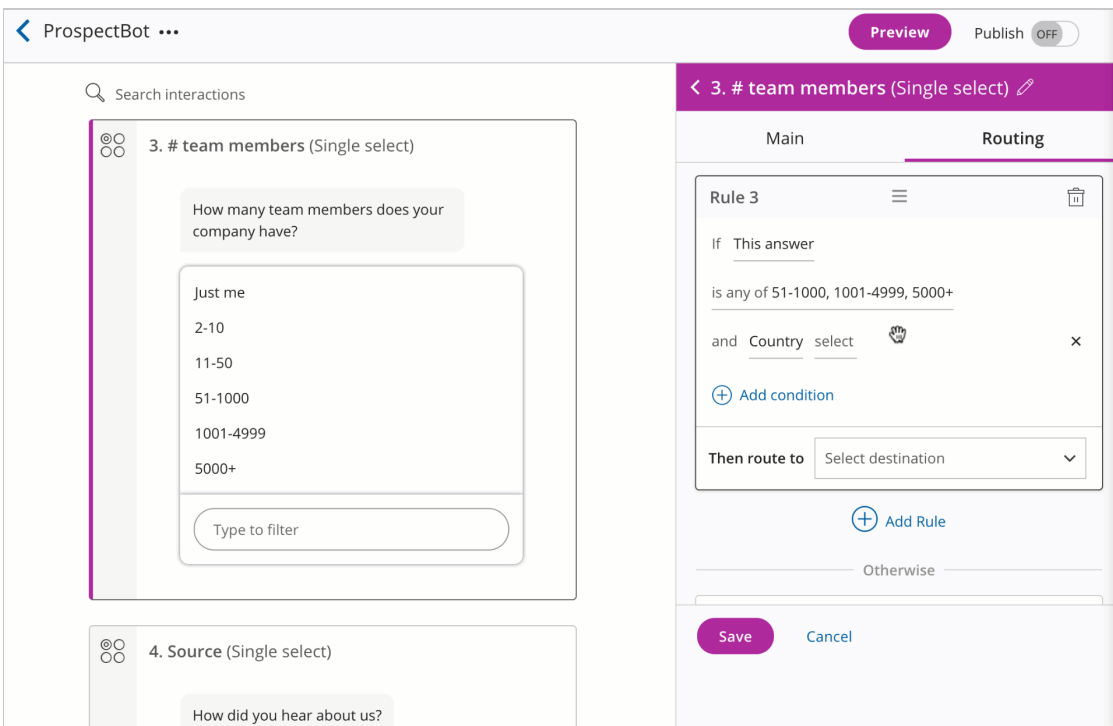 ProspectBot
Preview
Publish OFF
Search interactions
3. # team members (Single select)
How many team members does your
company have?
Just me
2-10
11-50
51-1000
1001-4999
5000+
Type to filter
4. Source (Single select)
How did you hear about us?
3. # team members (Single select)
Main Routing
Rule 3
If This answer
is any of 51-1000, 1001-4999, 5000+
and Country select
Add condition
Then route to Select destination
Add Rule
Otherwise
Save Cancel